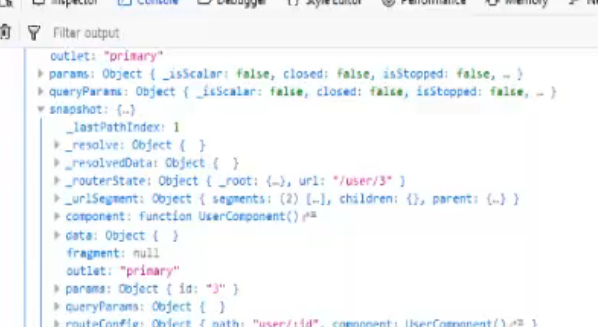 Inspector Console Debugger {} Style Editor Performance Memory
Filter output
outlet: "primary"
params: Object { _isScalar: false, closed: false, isStopped: false, … }
queryParams: Object { _isScalar: false, closed: false, isStopped: false, … }
snapshot: {…}
_lastPathIndex: 1
_resolve: Object { }
_resolvedData: Object { }
_routerState: Object { _root: {…}, url: "/user/3" }
_urlSegment: Object { segments: (2) […], children: {}, parent: {…} }
component: function UserComponent()
data: Object { }
fragment: null
outlet: "primary"
params: Object { id: "3" }
queryParams: Object { }
routeConfig: Object { path: "user/:id", component: UserComponent() }